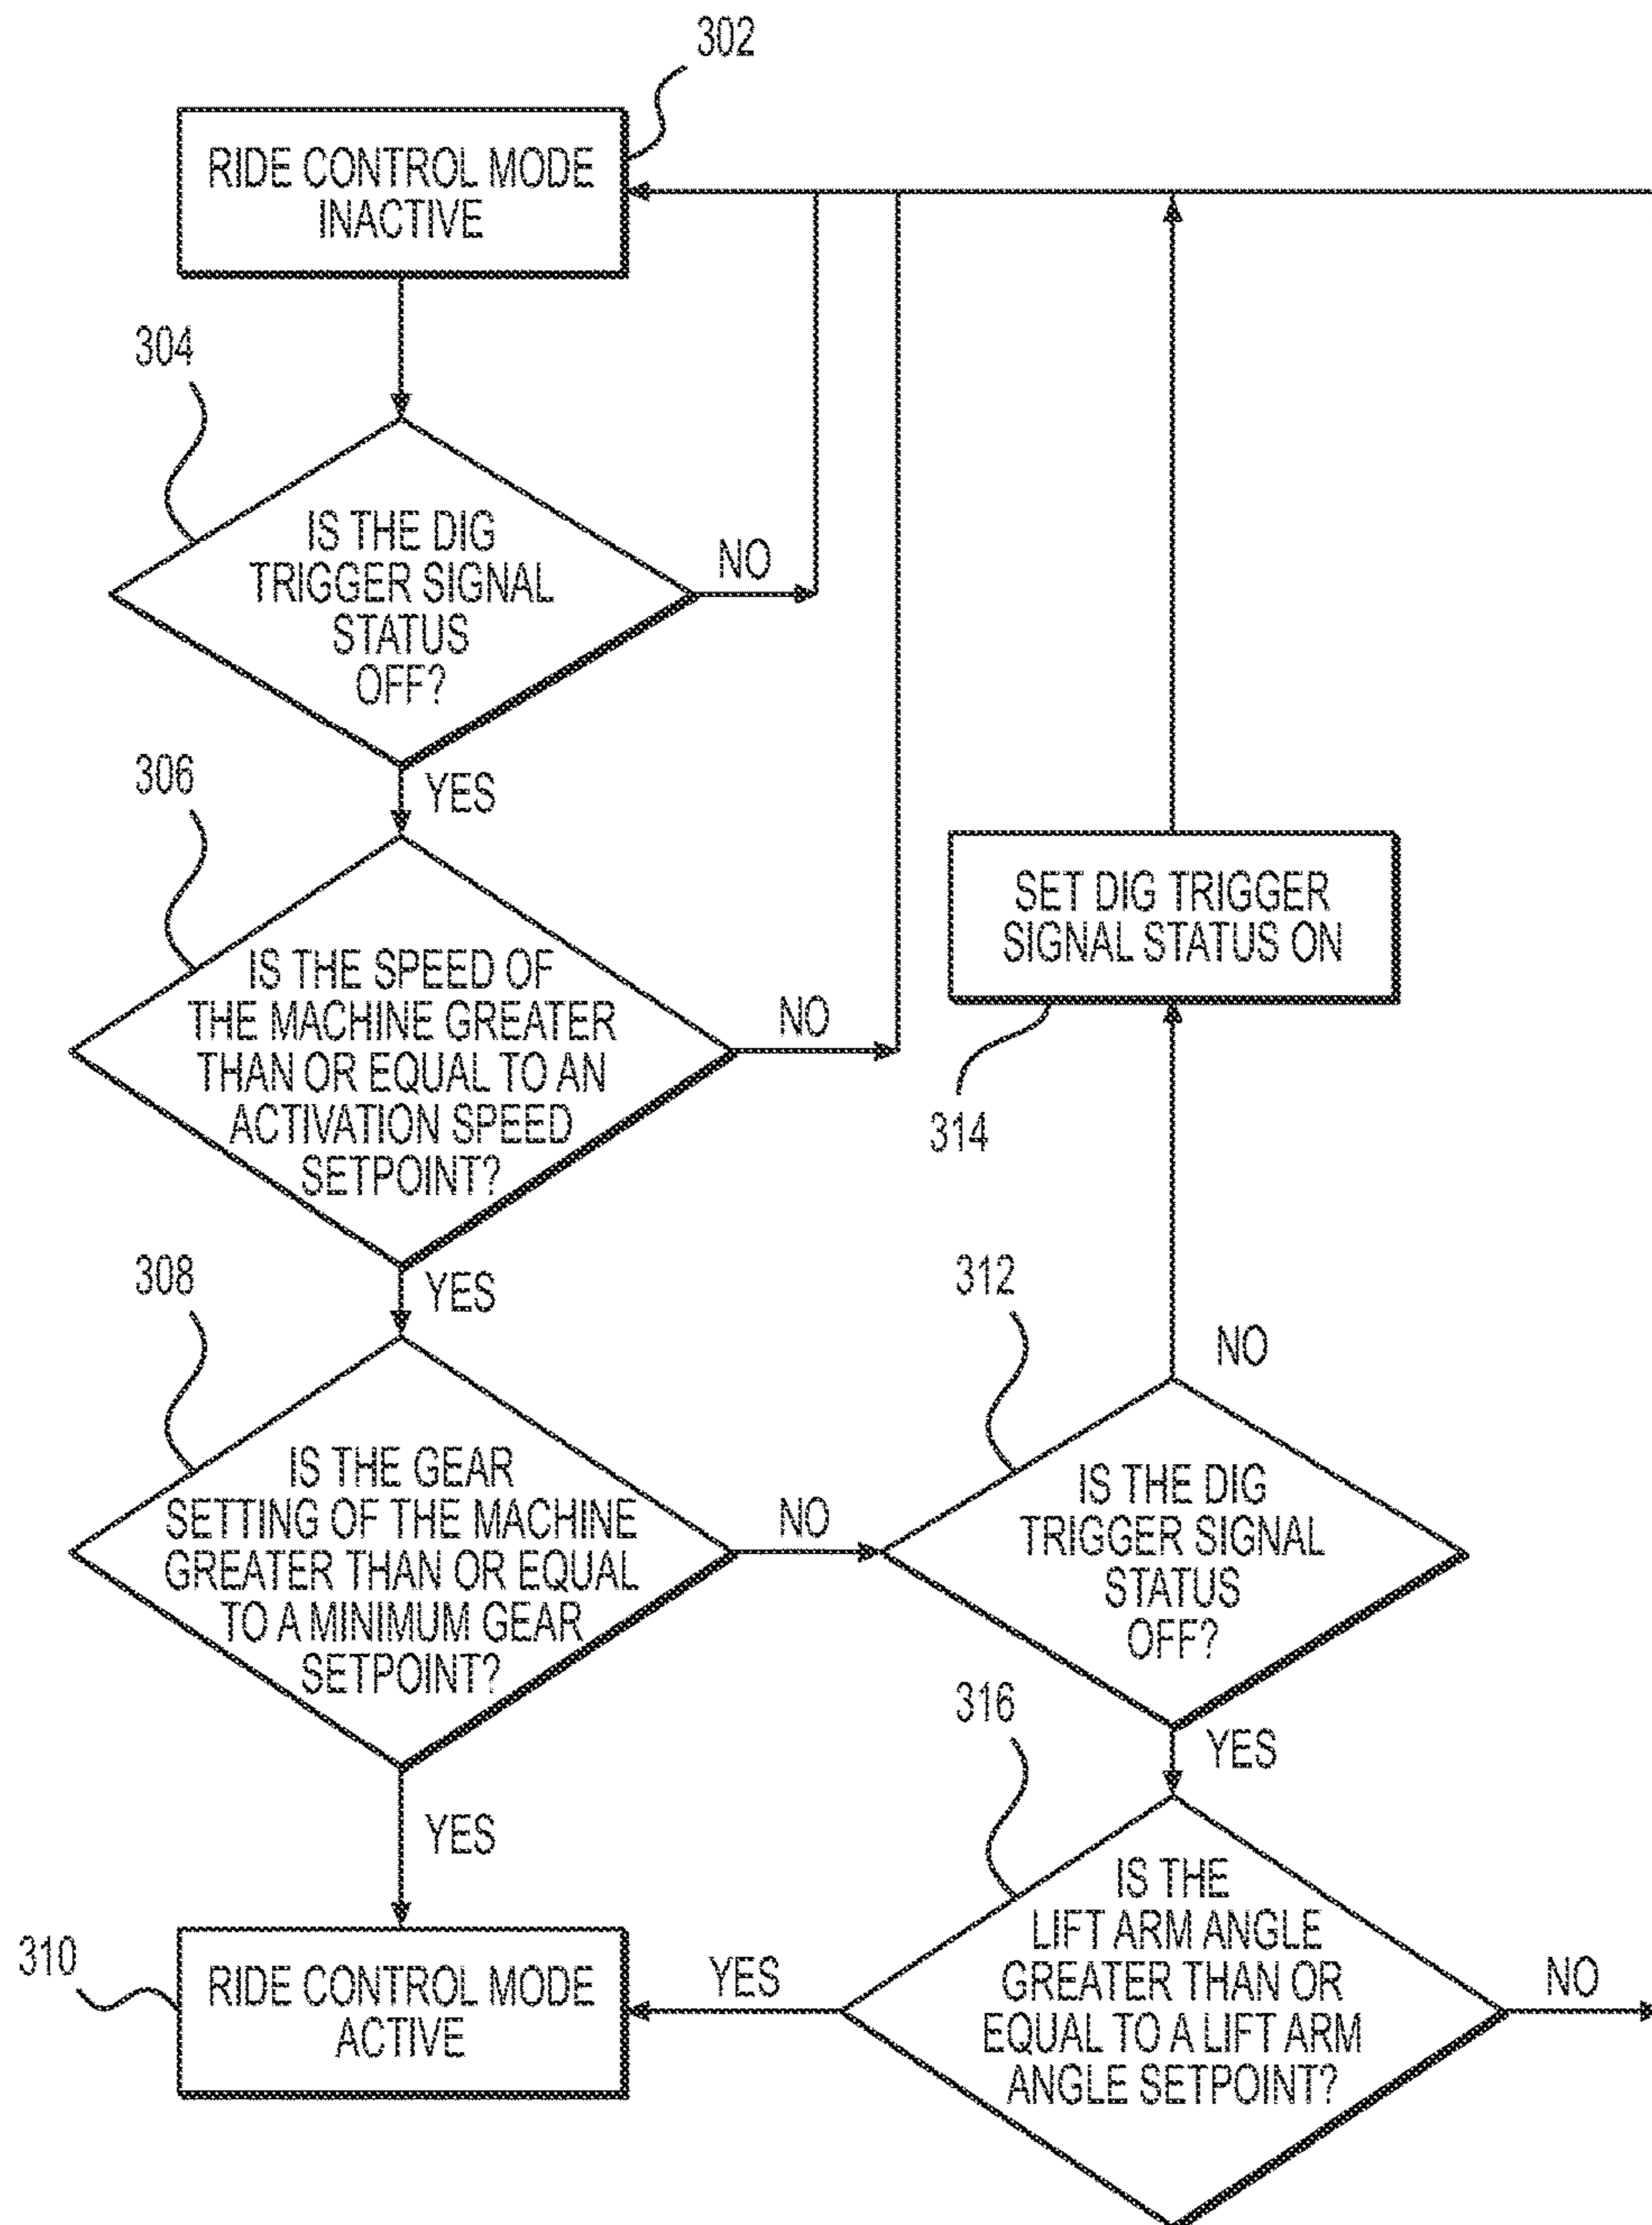 302
RIDE CONTROL MODE
INACTIVE
304
IS THE DIG
TRIGGER SIGNAL
STATUS
OFF?
NO
YES
306
IS THE SPEED OF
THE MACHINE GREATER
THAN OR EQUAL TO AN
ACTIVATION SPEED
SETPOINT?
NO
YES
308
IS THE GEAR
SETTING OF THE MACHINE
GREATER THAN OR EQUAL
TO A MINIMUM GEAR
SETPOINT?
NO
YES
310
RIDE CONTROL MODE
ACTIVE
SET DIG TRIGGER
SIGNAL STATUS ON
314
312
NO
IS THE DIG
TRIGGER SIGNAL
STATUS
OFF?
YES
316
IS THE
LIFT ARM ANGLE
GREATER THAN OR
EQUAL TO A LIFT ARM
ANGLE SETPOINT?
YES
NO